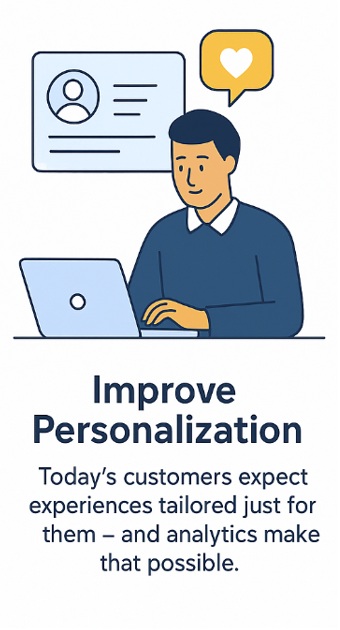 Improve
Personalization
Today's customers expect
experiences tailored just for
them – and analytics make
that possible.